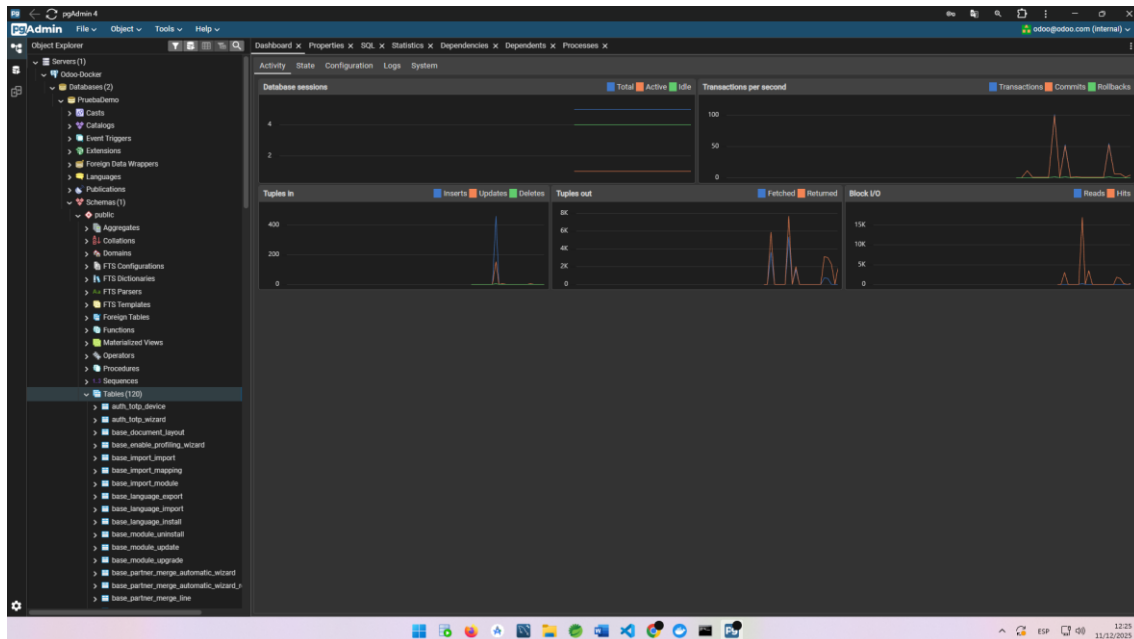 pgAdmin 4
pgAdmin File Object Tools Help odoo@odoo.com (internal)
Object Explorer
Dashboard x Properties x SQL x Statistics x Dependencies x Dependents x Processes x
Activity State Configuration Logs System
Servers (1)
Odoo-Docker
Databases (2)
PruebaDemo
Casts
Catalogs
Event Triggers
Extensions
Foreign Data Wrappers
Languages
Publications
Schemas (1)
public
Aggregates
Collations
Domains
FTS Configurations
FTS Dictionaries
FTS Parsers
FTS Templates
Foreign Tables
Functions
Materialized Views
Operators
Procedures
Sequences
Tables (120)
auth_totp_device
auth_totp_wizard
base_document_layout
base_enable_profiling_wizard
base_import_import
base_import_mapping
base_import_module
base_language_export
base_language_import
base_language_install
base_module_uninstall
base_module_update
base_module_upgrade
base_partner_merge_automatic_wizard
base_partner_merge_automatic_wizard_r
base_partner_merge_line
Database sessions Total Active Idle
4
2
Transactions per second Transactions Commits Rollbacks
100
50
0
Tuples in Inserts Updates Deletes
400
200
0
Tuples out Fetched Returned
8K
6K
4K
2K
0
Block I/O Reads Hits
15K
10K
5K
0
ESP
12:25
11/12/2025